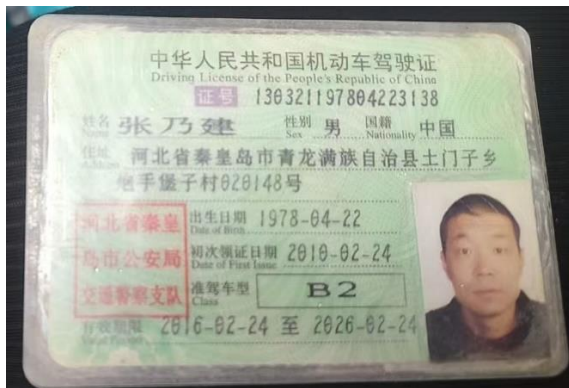 中华人民共和国机动车驾驶证
Driving License of the People's Republic of China
证号 130321197804223138
姓名 张乃建 性别 男 国籍 中国
Name Sex Nationality
住址 河北省秦皇岛市青龙满族自治县土门子乡
Address
炮手堡子村020148号
河北省秦皇
岛市公安局
交通警察支队
出生日期 1978-04-22
Date of Birth
初次领证日期 2010-02-24
Date of First Issue
准驾车型 B2
Class
有效期限 2016-02-24 至 2026-02-24
Valid Period